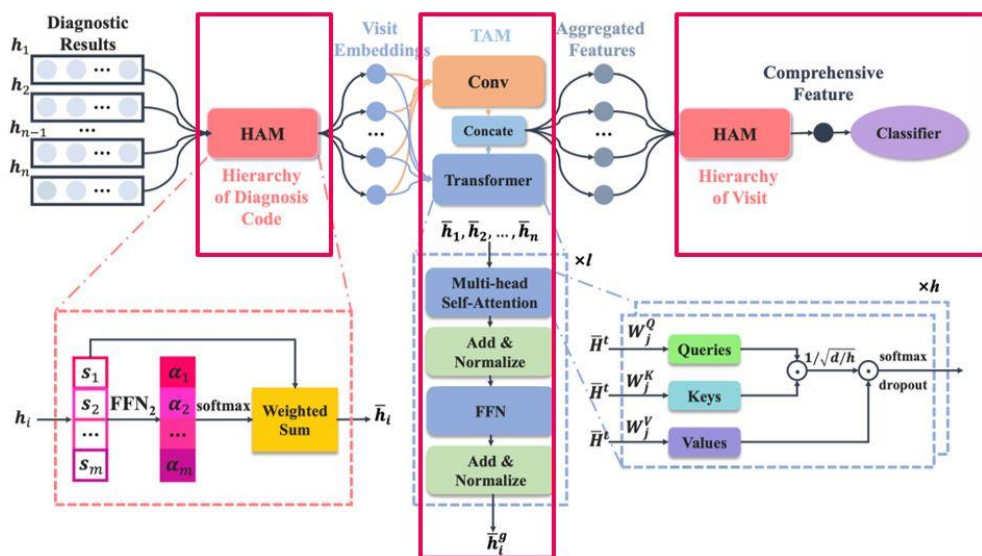 Diagnostic
Results
h₁
h₂
...
hₙ₋₁
...
hₙ
...
...
...
HAM
Hierarchy
of Diagnosis
Code
Visit
Embeddings
...
TAM
Conv
Concate
Transformer
Aggregated
Features
...
HAM
Hierarchy
of Visit
Comprehensive
Feature
Classifier
h̄₁, h̄₂, ..., h̄ₙ
×l
Multi-head
Self-Attention
Add &
Normalize
FFN
Add &
Normalize
h̄ᵢᵍ
hᵢ
s₁
s₂
...
sₘ
FFN₂
α₁
α₂
...
αₘ
softmax
Weighted
Sum
h̄ᵢ
×h
H̄ᵗ
WⱼQ
Queries
H̄ᵗ
WⱼK
Keys
H̄ᵗ
WⱼV
Values
1/√d/h
softmax
dropout